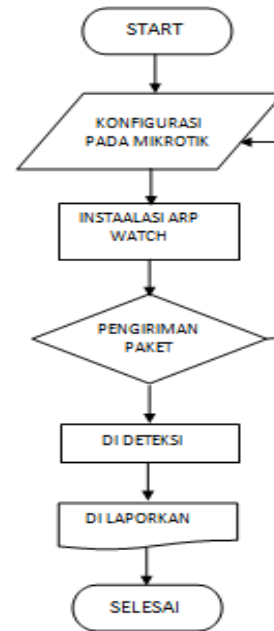 START
KONFIGURASI
PADA MIKROTIK
INSTAALASI ARP
WATCH
PENGIRIMAN
PAKET
DI DETEKSI
DI LAPORKAN
SELESAI